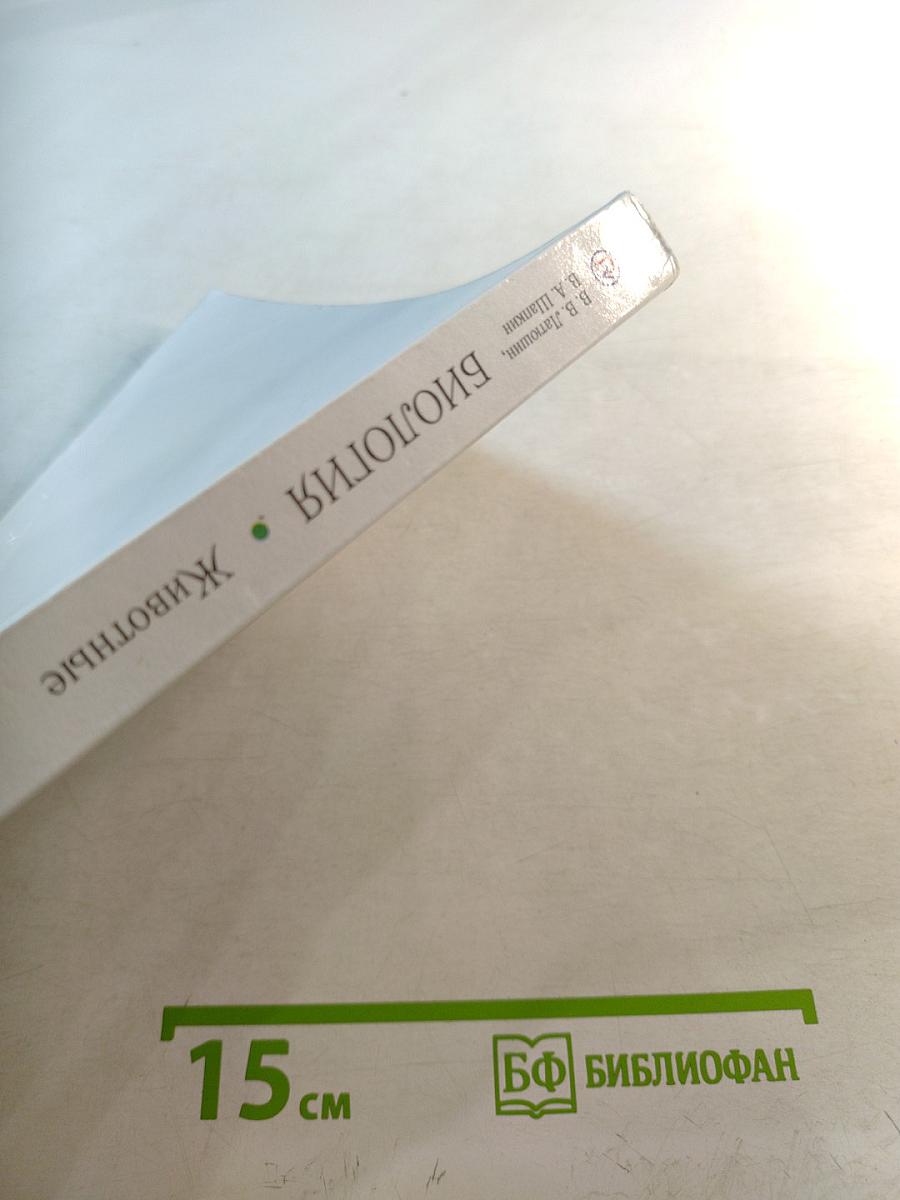 В. В. Латюшин,
В. А. Шапкин
БИОЛОГИЯ • Животные
15 см
БФ БИБЛИОФАН